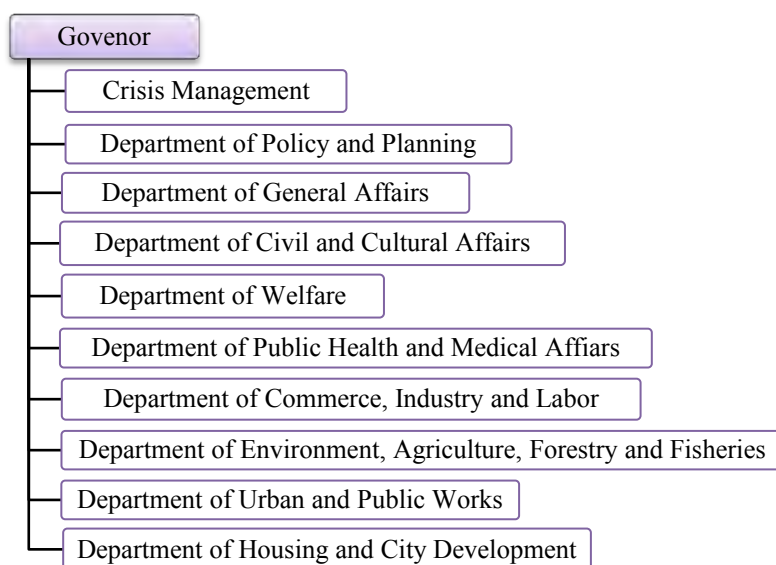 Govenor
Crisis Management
Department of Policy and Planning
Department of General Affairs
Department of Civil and Cultural Affairs
Department of Welfare
Department of Public Health and Medical Affiars
Department of Commerce, Industry and Labor
Department of Environment, Agriculture, Forestry and Fisheries
Department of Urban and Public Works
Department of Housing and City Development